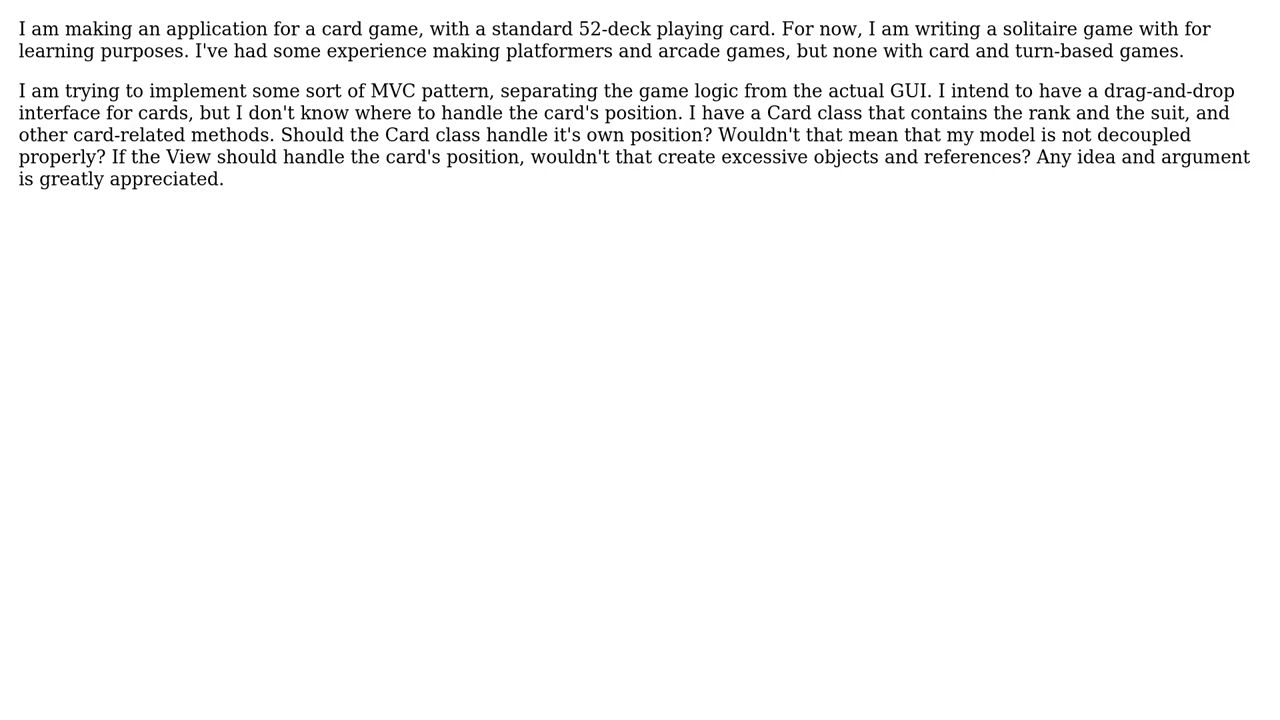 I am making an application for a card game, with a standard 52-deck playing card. For now, I am writing a solitaire game with for
learning purposes. I've had some experience making platformers and arcade games, but none with card and turn-based games.
I am trying to implement some sort of MVC pattern, separating the game logic from the actual GUI. I intend to have a drag-and-drop
interface for cards, but I don't know where to handle the card's position. I have a Card class that contains the rank and the suit, and
other card-related methods. Should the Card class handle it's own position? Wouldn't that mean that my model is not decoupled
properly? If the View should handle the card's position, wouldn't that create excessive objects and references? Any idea and argument
is greatly appreciated.